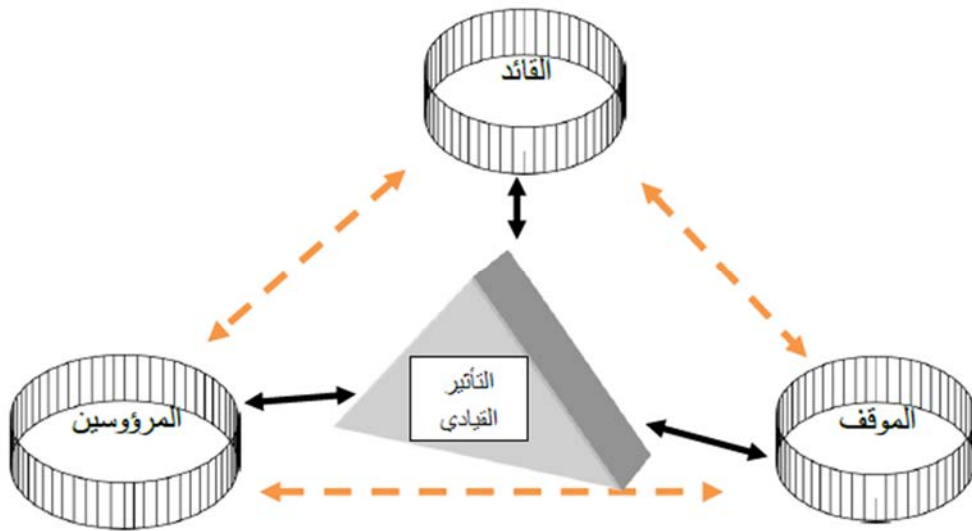 القائد
التأثير
القيادي
الموقف
المرؤوسين